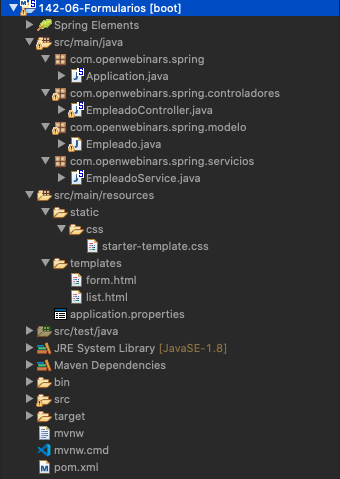 142-06-Formularios [boot]
Spring Elements
src/main/java
com.openwebinars.spring
Application.java
com.openwebinars.spring.controladores
EmpleadoController.java
com.openwebinars.spring.modelo
Empleado.java
com.openwebinars.spring.servicios
EmpleadoService.java
src/main/resources
static
css
starter-template.css
templates
form.html
list.html
application.properties
src/test/java
JRE System Library [JavaSE-1.8]
Maven Dependencies
bin
src
target
mvnw
mvnw.cmd
pom.xml